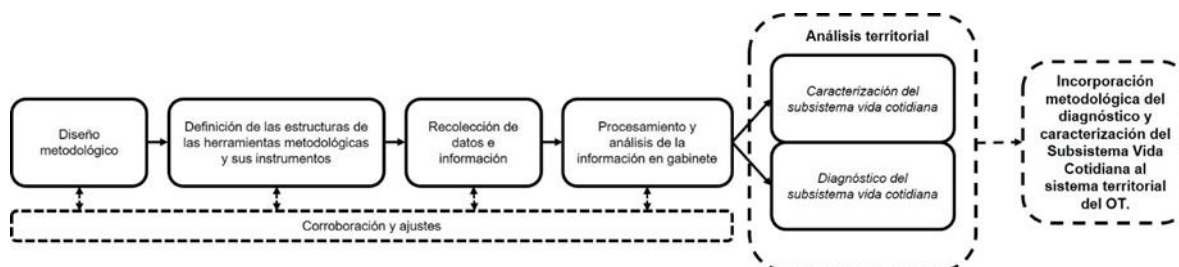 Diseño
metodológico
Definición de las estructuras de
las herramientas metodológicas
y sus instrumentos
Recolección de
datos e
información
Procesamiento y
análisis de la
información en gabinete
Corroboración y ajustes
Análisis territorial
Caracterización del
subsistema vida cotidiana
Diagnóstico del
subsistema vida cotidiana
Incorporación
metodológica del
diagnóstico y
caracterización del
Subsistema Vida
Cotidiana al
sistema territorial
del OT.